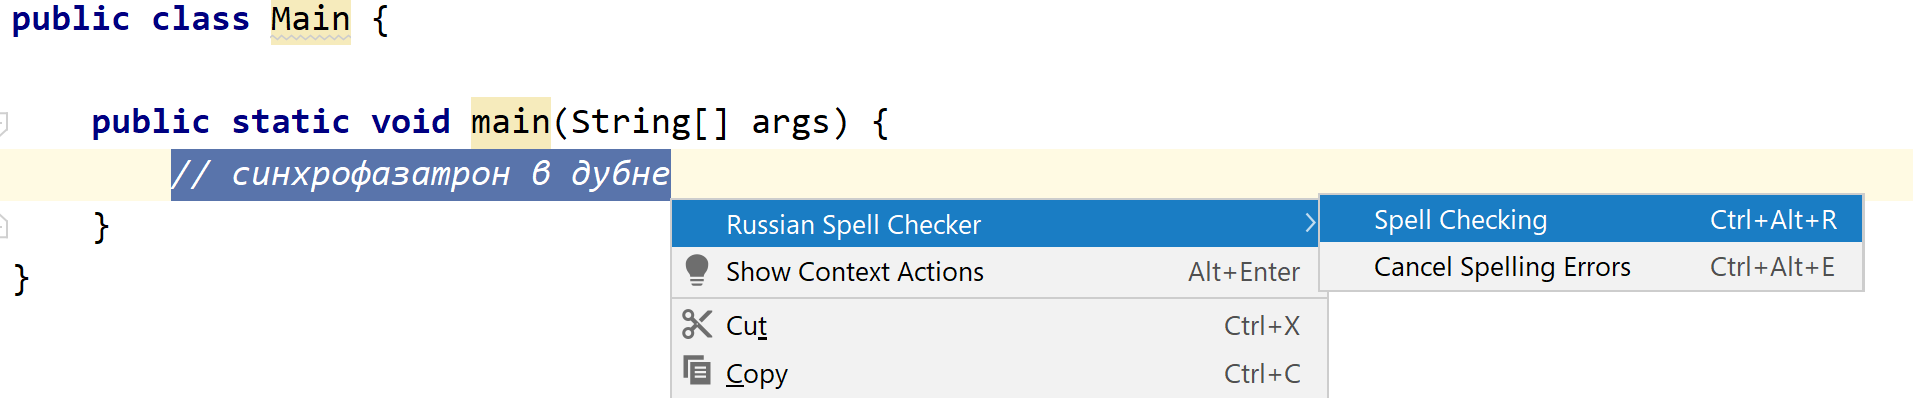 public class Main {
public static void main(String[] args) {
// синхрофазатрон в дубне
}
}
Russian Spell Checker
Show Context Actions Alt+Enter
Cut Ctrl+X
Copy Ctrl+C
Spell Checking Ctrl+Alt+R
Cancel Spelling Errors Ctrl+Alt+E